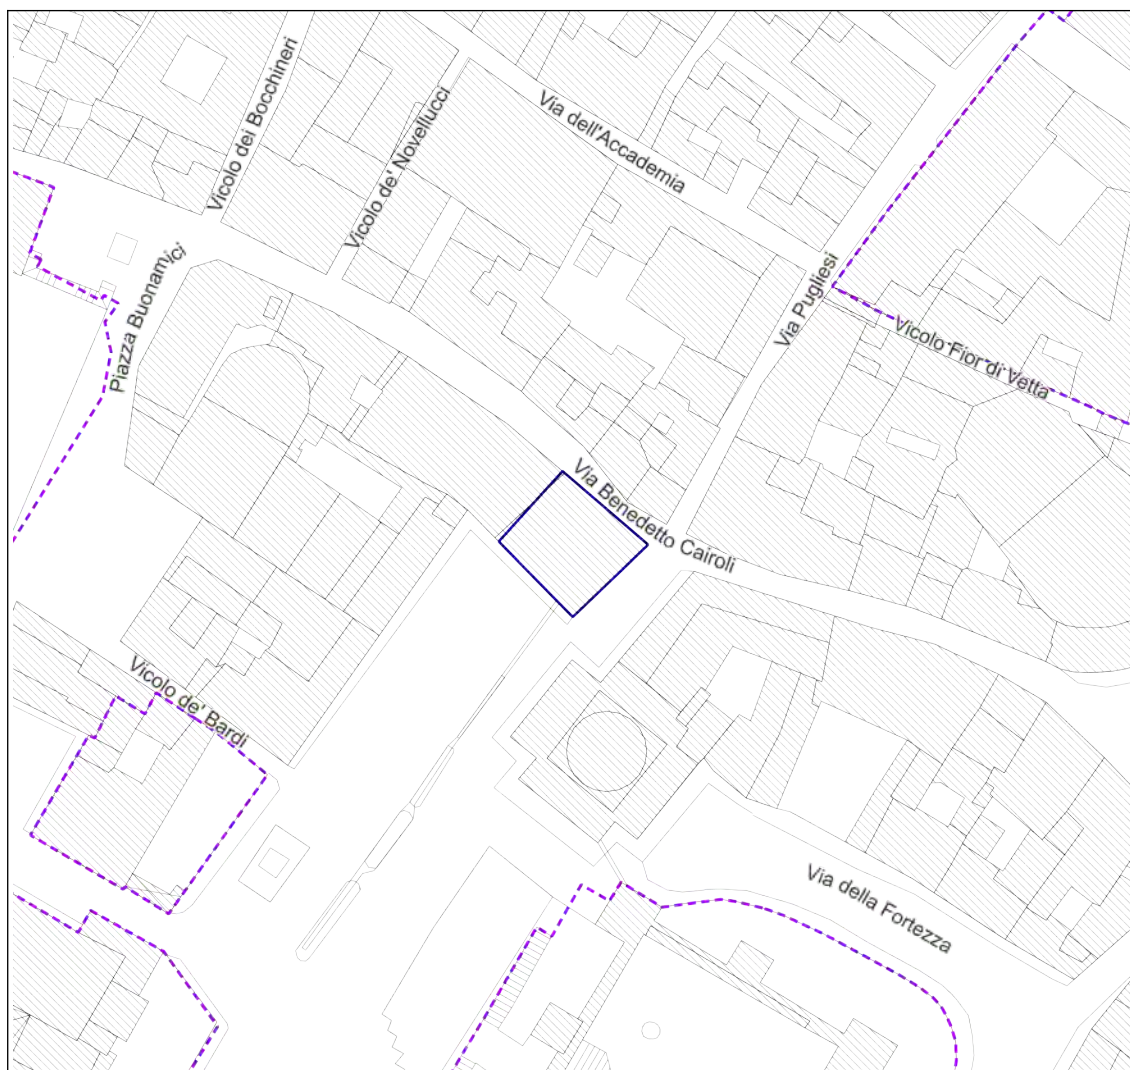 Vicolo dei Bocchineri
Vicolo de' Novellucci
Via dell'Accademia
Piazza Buonamici
Via Pugliesi
Vicolo Fior di Vetta
Via Benedetto Cairoli
Vicolo de' Bardi
Via della Fortezza